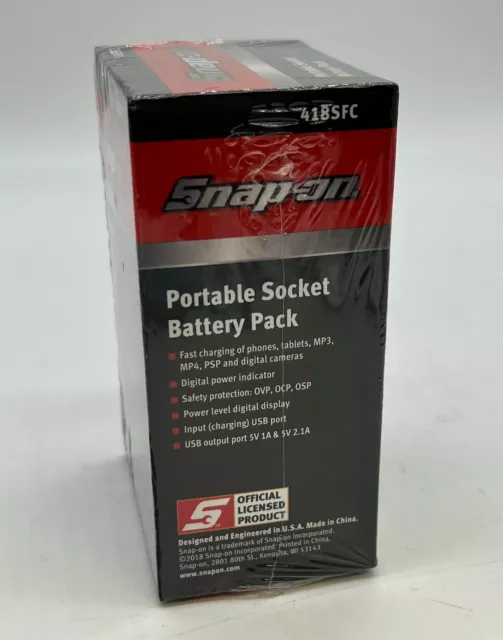 418SFC
Snap-on
Portable Socket
Battery Pack
Fast charging of phones, tablets, MP3,
MP4, PSP and digital cameras
Digital power indicator
Safety protection: OVP, OCP, OSP
Power level digital display
Input (charging) USB port
USB output port 5V 1A & 5V 2.1A
OFFICIAL
LICENSED
PRODUCT
Designed and Engineered in U.S.A. Made in China.
Snap-on is a trademark of Snap-on Incorporated.
©2018 Snap-on Incorporated. Printed in China.
Snap-on, 2801 80th St., Kenosha, WI 53143
www.snapon.com